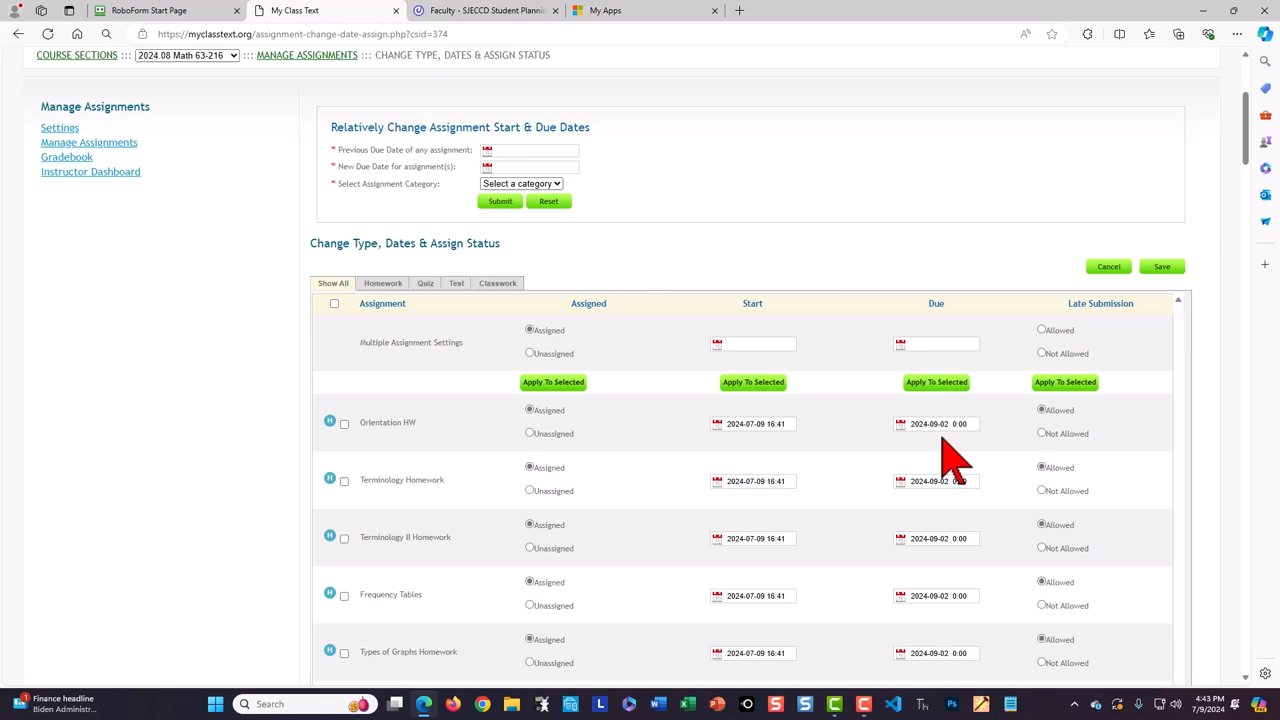 RoboForm Start Page
My Class Text
Faculty - SJECCD Student Plannin
My Apps
https://myclasstext.org/assignment-change-date-assign.php?csid=374
COURSE SECTIONS ::: 2024.08 Math 63-216 ::: MANAGE ASSIGNMENTS ::: CHANGE TYPE, DATES & ASSIGN STATUS
Manage Assignments
Settings
Manage Assignments
Gradebook
Instructor Dashboard
Relatively Change Assignment Start & Due Dates
* Previous Due Date of any assignment:
* New Due Date for assignment(s):
* Select Assignment Category: Select a category
Submit Reset
Change Type, Dates & Assign Status
Cancel Save
Show All Homework Quiz Test Classwork
Assignment Assigned Start Due Late Submission
Multiple Assignment Settings Assigned Unassigned Allowed Not Allowed
Apply To Selected Apply To Selected Apply To Selected Apply To Selected
H Orientation HW Assigned Unassigned 2024-07-09 16:41 2024-09-02 0:00 Allowed Not Allowed
H Terminology Homework Assigned Unassigned 2024-07-09 16:41 2024-09-02 Allowed Not Allowed
H Terminology II Homework Assigned Unassigned 2024-07-09 16:41 2024-09-02 0:00 Allowed Not Allowed
H Frequency Tables Assigned Unassigned 2024-07-09 16:41 2024-09-02 0:00 Allowed Not Allowed
H Types of Graphs Homework Assigned Unassigned 2024-07-09 16:41 2024-09-02 0:00 Allowed Not Allowed
1 Finance headline
Biden Administr...
Search
4:43 PM
7/9/2024